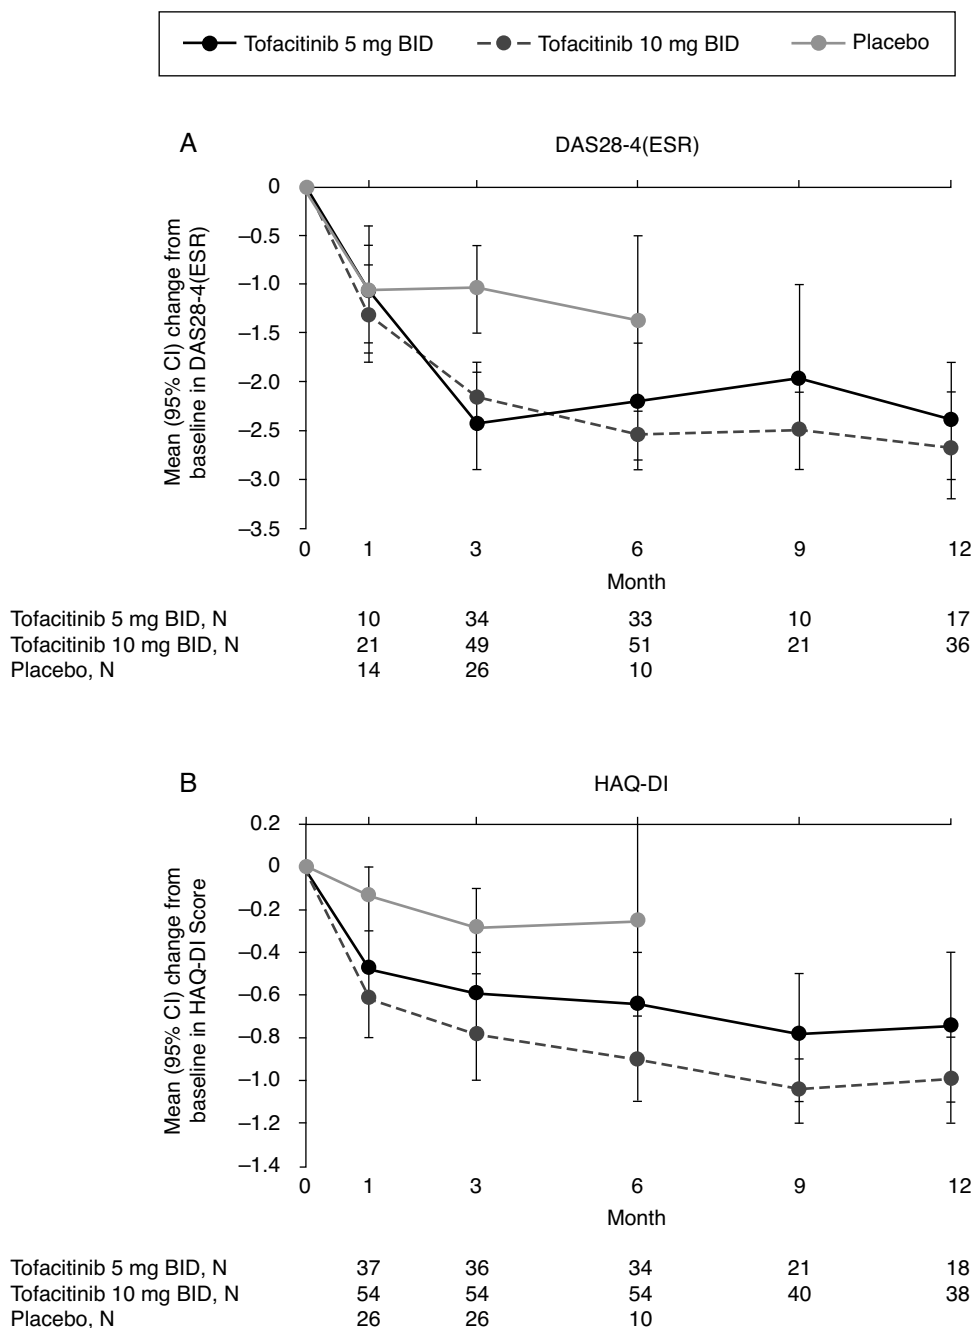 Tofacitinib 5 mg BID Tofacitinib 10 mg BID Placebo
A DAS28-4(ESR)
Mean (95% CI) change from
baseline in DAS28-4(ESR)
0
–0.5
–1.0
–1.5
–2.0
–2.5
–3.0
–3.5
0 1 3 6 9 12
Month
Tofacitinib 5 mg BID, N 10 34 33 10 17
Tofacitinib 10 mg BID, N 21 49 51 21 36
Placebo, N 14 26 10
B HAQ-DI
Mean (95% CI) change from
baseline in HAQ-DI Score
0.2
0
–0.2
–0.4
–0.6
–0.8
–1.0
–1.2
–1.4
0 1 3 6 9 12
Month
Tofacitinib 5 mg BID, N 37 36 34 21 18
Tofacitinib 10 mg BID, N 54 54 54 40 38
Placebo, N 26 26 10